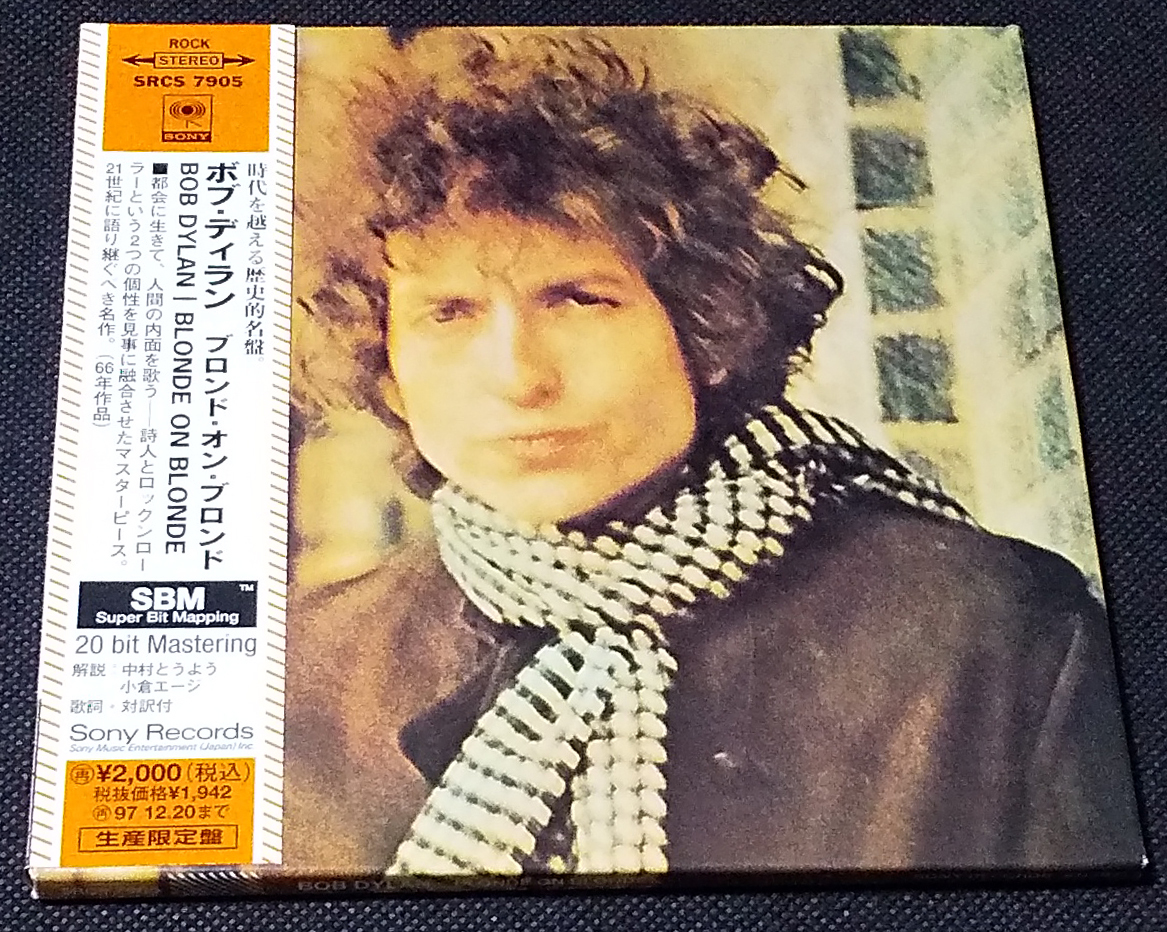 ROCK
STEREO
SRCS 7905
SONY
時代を越える歴史的名盤。
ボブ・ディラン ブロンド・オン・ブロンド
BOB DYLAN | BLONDE ON BLONDE
■都会に生きて、人間の内面を歌う——詩人とロックンロー
ラーという2つの個性を見事に融合させたマスターピース。
21世紀に語り継ぐべき名作。(66年作品)
SBM™
Super Bit Mapping
20 bit Mastering
解説:中村とうよう
小倉エージ
歌詞・対訳付
Sony Records
Sony Music Entertainment (Japan) Inc.
再¥2,000(税込)
税抜価格¥1,942
再97.12.20まで
生産限定盤
BOB DYLAN BLONDE ON